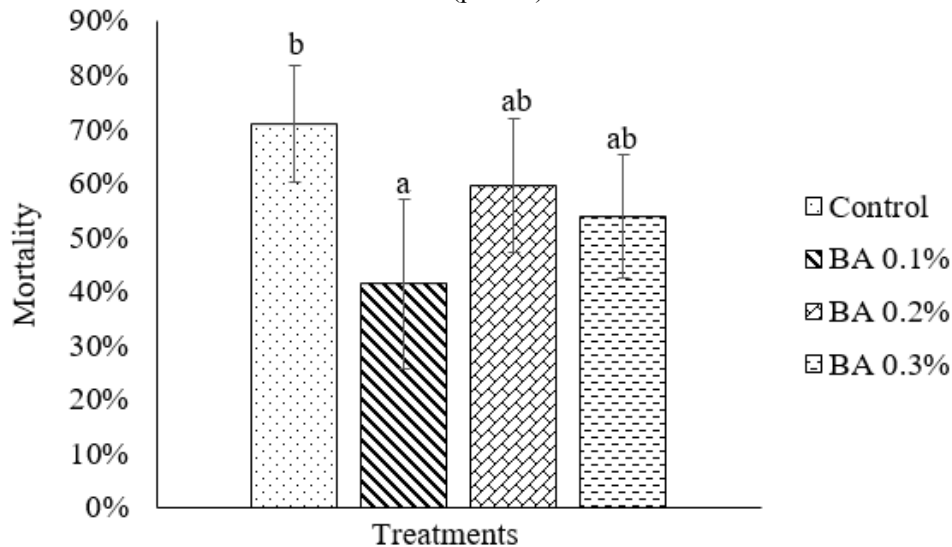 90%
80%
70%
60%
50%
40%
30%
20%
10%
0%
Mortality
b
a
ab
ab
Treatments
Control
BA 0.1%
BA 0.2%
BA 0.3%